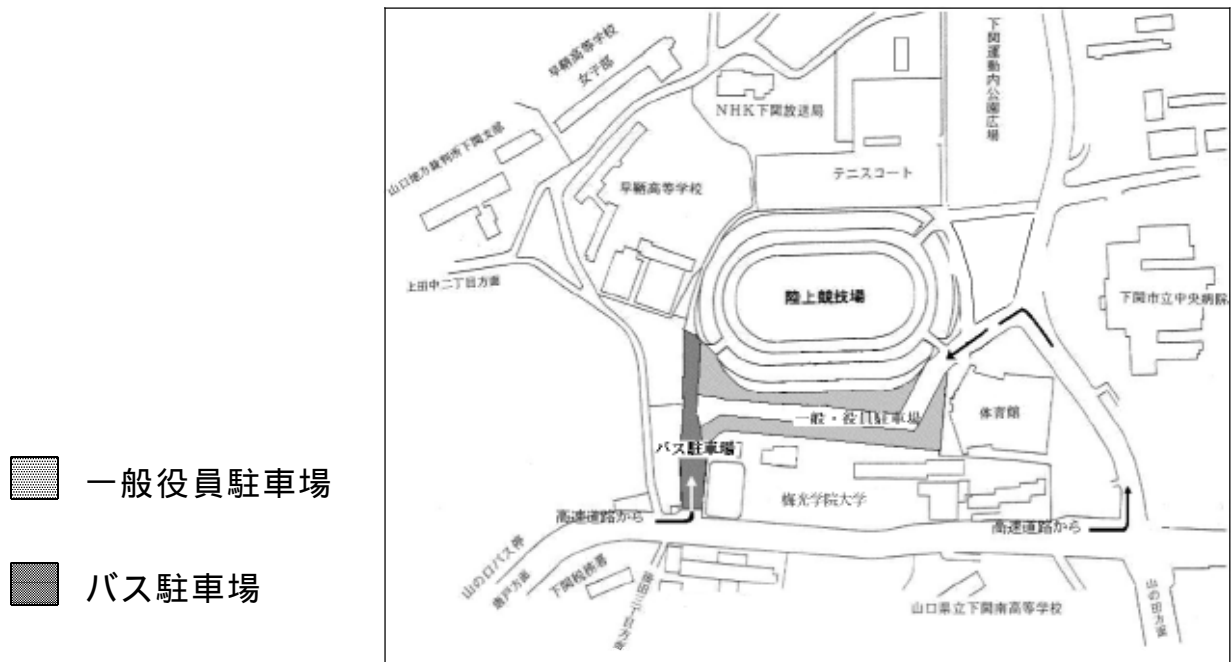 早鞆高等学校
女子部
下関運動内公園広場
NHK下関放送局
山口地方裁判所下関支部
早鞆高等学校
テニスコート
上田中二丁目方面
陸上競技場
下関市立中央病院
一般・役員駐車場
体育館
バス駐車場
一般役員駐車場
梅光学院大学
高速道路から
高速道路から
山の口バス停
唐戸方面
下関税務署
バス駐車場
山口県立下関南高等学校
山の田方面